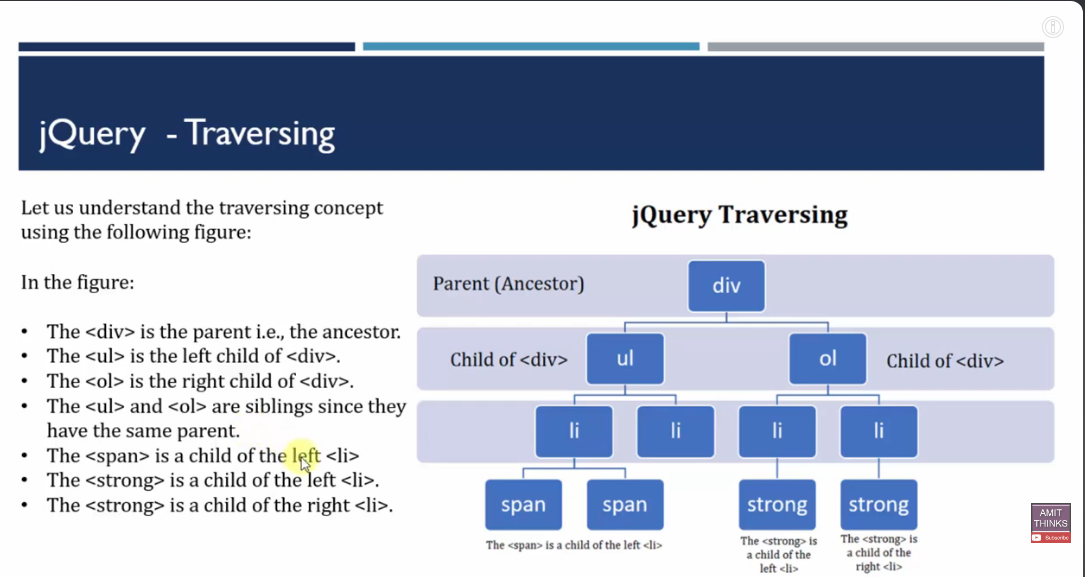 jQuery - Traversing
Let us understand the traversing concept
using the following figure:
In the figure:
• The <div> is the parent i.e., the ancestor.
• The <ul> is the left child of <div>.
• The <ol> is the right child of <div>.
• The <ul> and <ol> are siblings since they
have the same parent.
• The <span> is a child of the left <li>
• The <strong> is a child of the left <li>.
• The <strong> is a child of the right <li>.
jQuery Traversing
Parent (Ancestor)
div
Child of <div>
ul
ol
Child of <div>
li
li
li
li
span
span
strong
strong
The <span> is a child of the left <li>
The <strong> is
a child of the
left <li>
The <strong> is
a child of the
right <li>
AMIT
THINKS
Subscribe